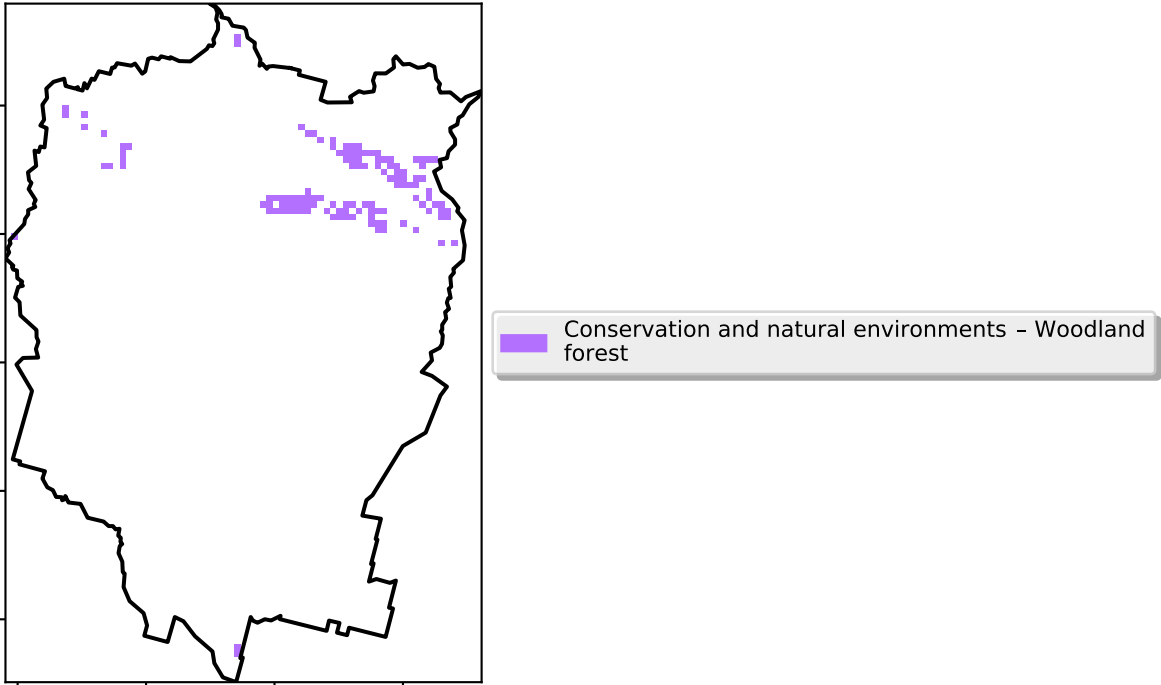 Conservation and natural environments – Woodland
forest